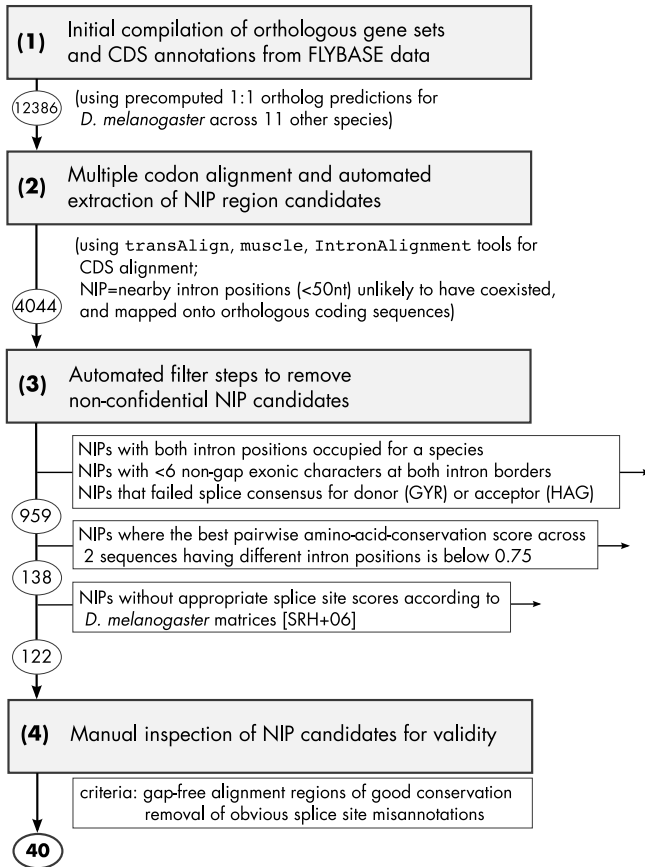 (1) Initial compilation of orthologous gene sets
and CDS annotations from FLYBASE data
12386
(using precomputed 1:1 ortholog predictions for
D. melanogaster across 11 other species)
(2) Multiple codon alignment and automated
extraction of NIP region candidates
(using transAlign, muscle, IntronAlignment tools for
CDS alignment;
NIP=nearby intron positions (<50nt) unlikely to have coexisted,
and mapped onto orthologous coding sequences)
4044
(3) Automated filter steps to remove
non-confidential NIP candidates
NIPs with both intron positions occupied for a species
NIPs with <6 non-gap exonic characters at both intron borders
NIPs that failed splice consensus for donor (GYR) or acceptor (HAG)
959
NIPs where the best pairwise amino-acid-conservation score across
2 sequences having different intron positions is below 0.75
138
NIPs without appropriate splice site scores according to
D. melanogaster matrices [SRH+06]
122
(4) Manual inspection of NIP candidates for validity
criteria: gap-free alignment regions of good conservation
removal of obvious splice site misannotations
40